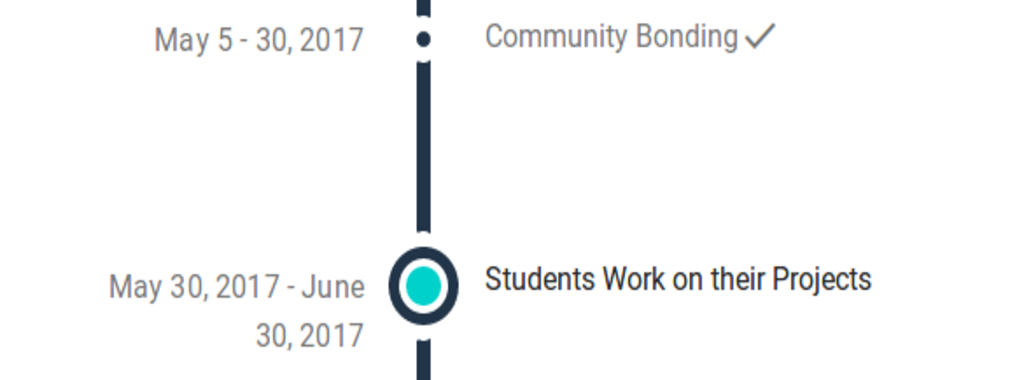 May 5 - 30, 2017
Community Bonding ✓
May 30, 2017 - June
30, 2017
Students Work on their Projects